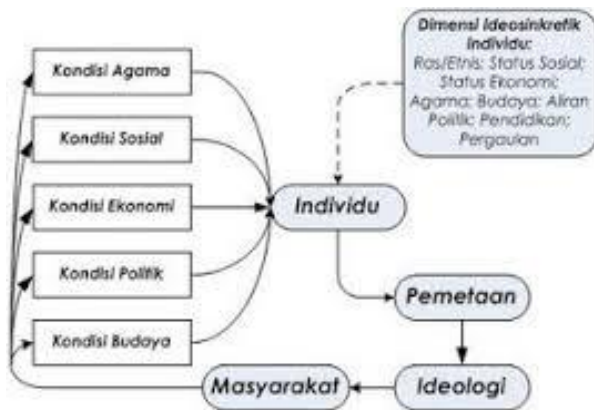 Dimensi Ideosinkretik
Individu:
Ras/Etnis; Status Sosial;
Status Ekonomi;
Agama; Budaya; Aliran
Politik; Pendidikan;
Pergaulan
Kondisi Agama
Kondisi Sosial
Kondisi Ekonomi
Kondisi Politik
Kondisi Budaya
Individu
Pemetaan
Ideologi
Masyarakat